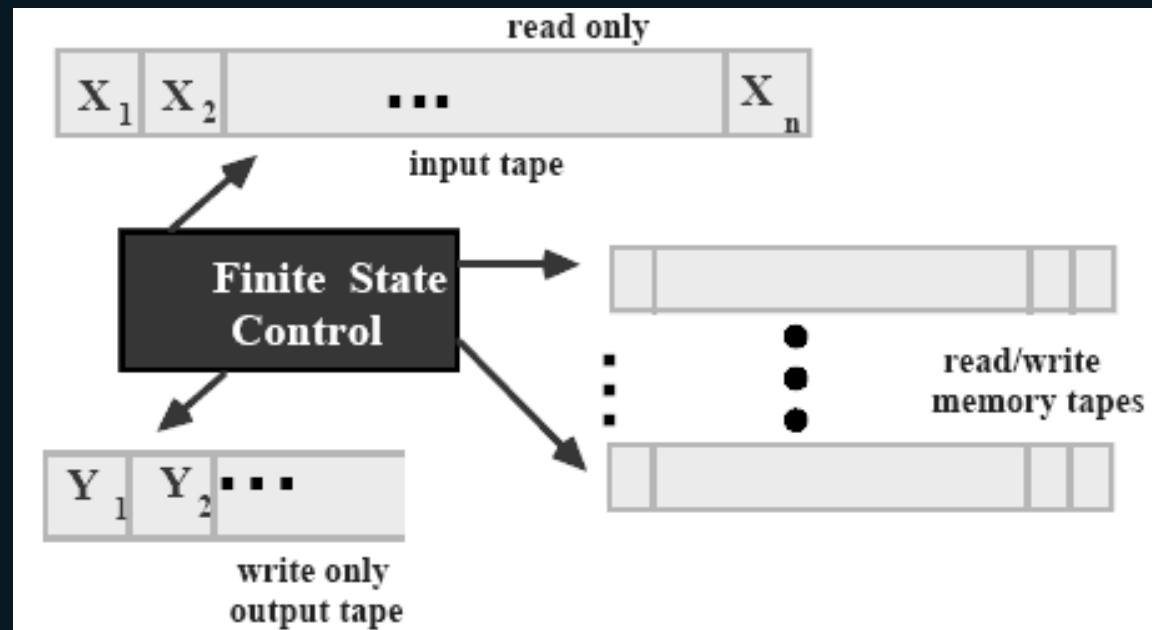 read only
X1 X2 ... Xn
input tape
Finite State
Control
read/write
memory tapes
Y1 Y2 ...
write only
output tape